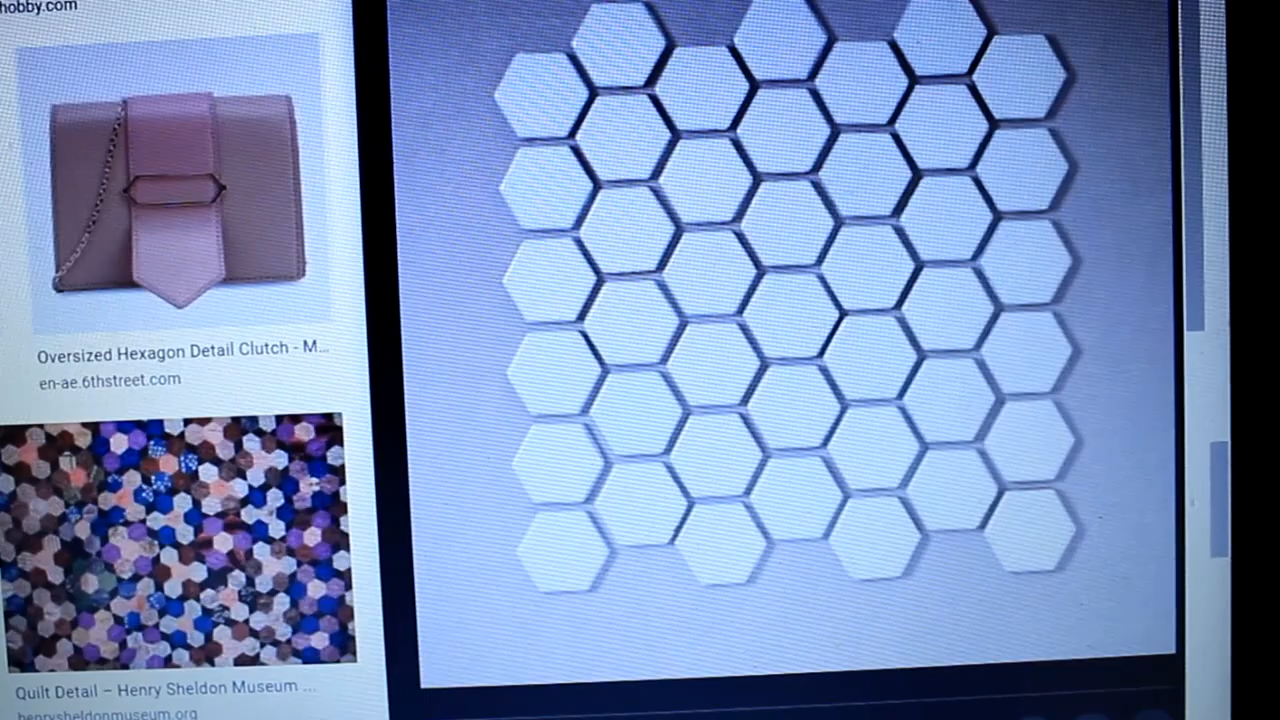 hobby.com
Oversized Hexagon Detail Clutch - M...
en-ae.6thstreet.com
Quilt Detail – Henry Sheldon Museum ...
henrysheldonmuseum.org